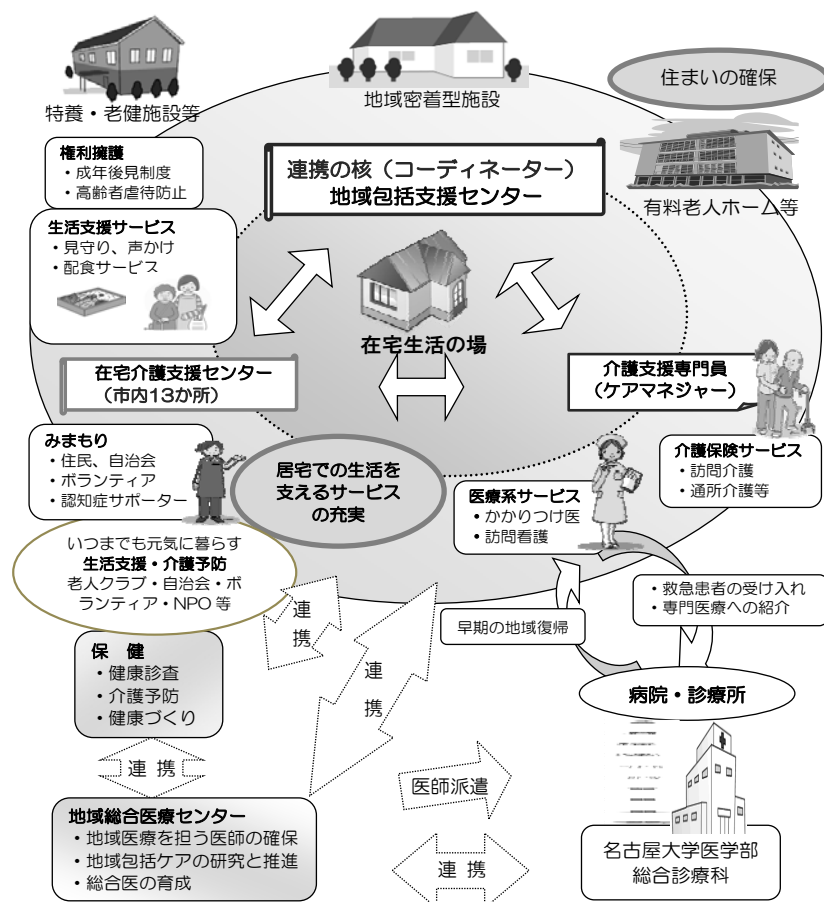 特養・老健施設等
地域密着型施設
住まいの確保
有料老人ホーム等
権利擁護
・成年後見制度
・高齢者虐待防止
連携の核（コーディネーター）
地域包括支援センター
生活支援サービス
・見守り、声かけ
・配食サービス
在宅生活の場
在宅介護支援センター
（市内13か所）
介護支援専門員
（ケアマネジャー）
みまもり
・住民、自治会
・ボランティア
・認知症サポーター
居宅での生活を
支えるサービス
の充実
介護保険サービス
・訪問介護
・通所介護等
医療系サービス
・かかりつけ医
・訪問看護
いつまでも元気に暮らす
生活支援・介護予防
老人クラブ・自治会・ボ
ランティア・NPO 等
連携
連携
早期の地域復帰
・救急患者の受け入れ
・専門医療への紹介
保　健
・健康診査
・介護予防
・健康づくり
病院・診療所
連 携
医師派遣
地域総合医療センター
・地域医療を担う医師の確保
・地域包括ケアの研究と推進
・総合医の育成
連 携
名古屋大学医学部
総合診療科